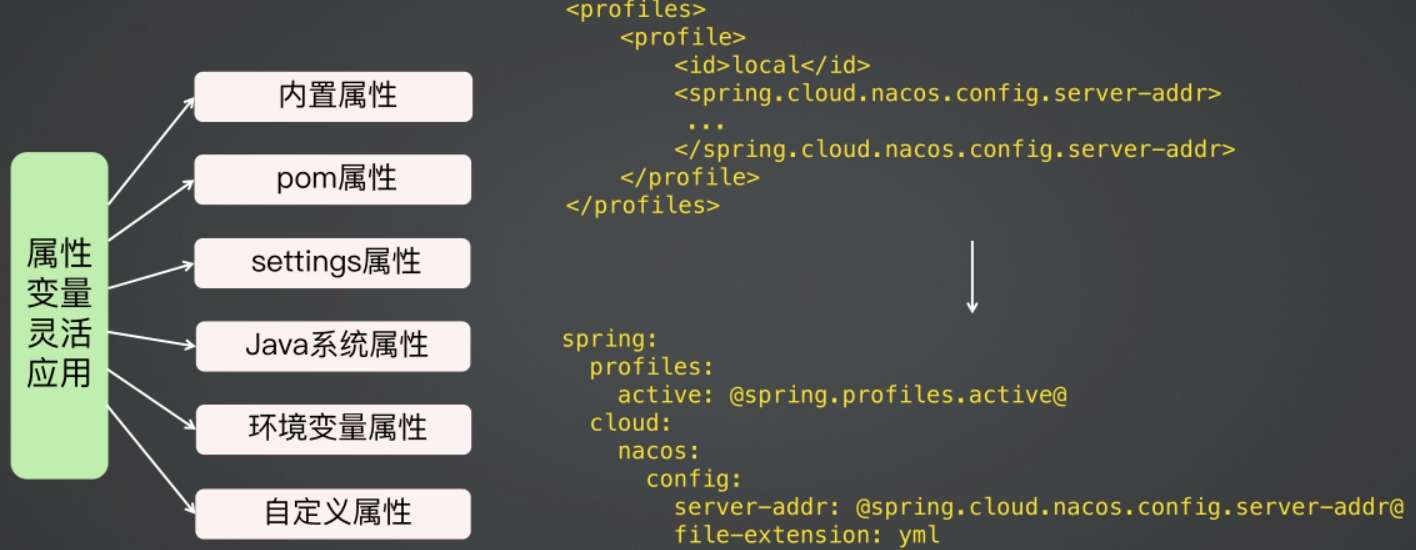 属性
变量
灵活
应用
内置属性
pom属性
settings属性
Java系统属性
环境变量属性
自定义属性
<profiles>
    <profile>
        <id>local</id>
        <spring.cloud.nacos.config.server-addr>
         ...
        </spring.cloud.nacos.config.server-addr>
    </profile>
</profiles>
spring:
  profiles:
    active: @spring.profiles.active@
  cloud:
    nacos:
      config:
        server-addr: @spring.cloud.nacos.config.server-addr@
        file-extension: yml